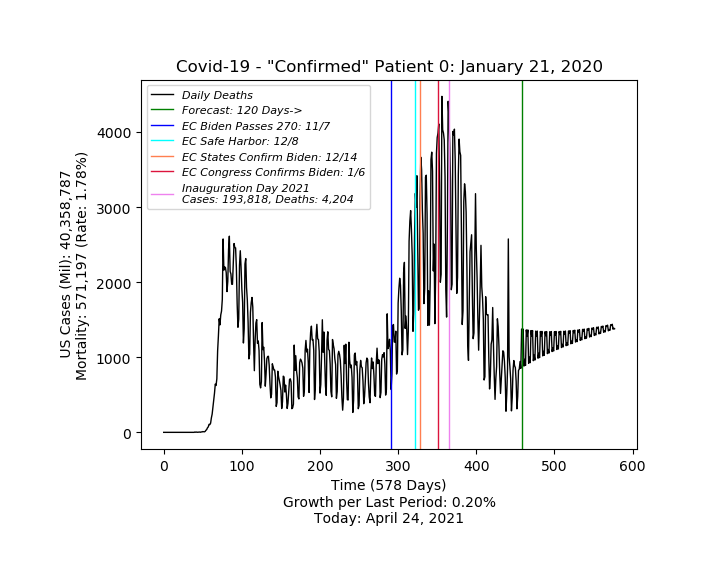 Covid-19 - "Confirmed" Patient 0: January 21, 2020
Daily Deaths
Forecast: 120 Days->
EC Biden Passes 270: 11/7
EC Safe Harbor: 12/8
EC States Confirm Biden: 12/14
EC Congress Confirms Biden: 1/6
Inauguration Day 2021
Cases: 193,818, Deaths: 4,204
US Cases (Mil): 40,358,787
Mortality: 571,197 (Rate: 1.78%)
4000
3000
2000
1000
0
0 100 200 300 400 500 600
Time (578 Days)
Growth per Last Period: 0.20%
Today: April 24, 2021